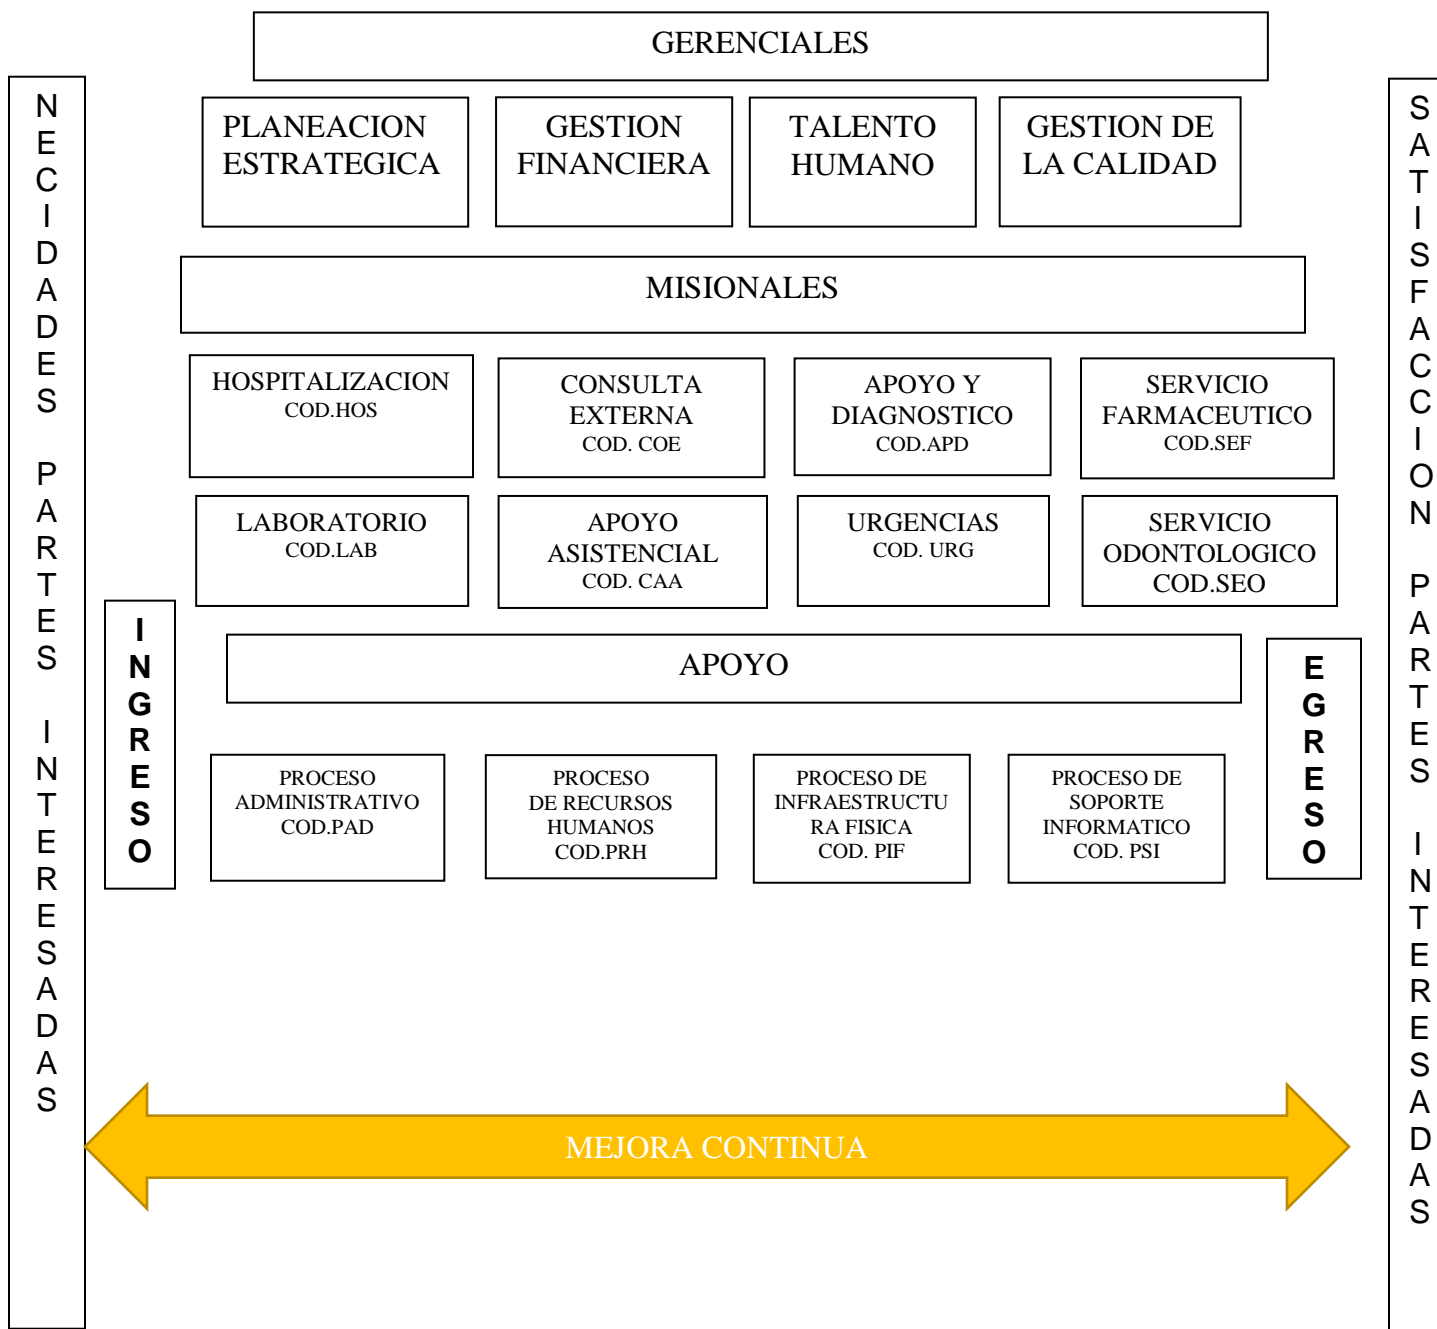 GERENCIALES
NECIDADES PARTES INTERESADAS
PLANEACION
ESTRATEGICA
GESTION
FINANCIERA
TALENTO
HUMANO
GESTION DE
LA CALIDAD
SATISFACCION PARTES INTERESADAS
MISIONALES
HOSPITALIZACION
COD.HOS
CONSULTA
EXTERNA
COD. COE
APOYO Y
DIAGNOSTICO
COD.APD
SERVICIO
FARMACEUTICO
COD.SEF
LABORATORIO
COD.LAB
APOYO
ASISTENCIAL
COD. CAA
URGENCIAS
COD. URG
SERVICIO
ODONTOLOGICO
COD.SEO
INGRESO
APOYO
EGRESO
PROCESO
ADMINISTRATIVO
COD.PAD
PROCESO
DE RECURSOS
HUMANOS
COD.PRH
PROCESO DE
INFRAESTRUCTU
RA FISICA
COD. PIF
PROCESO DE
SOPORTE
INFORMATICO
COD. PSI
MEJORA CONTINUA